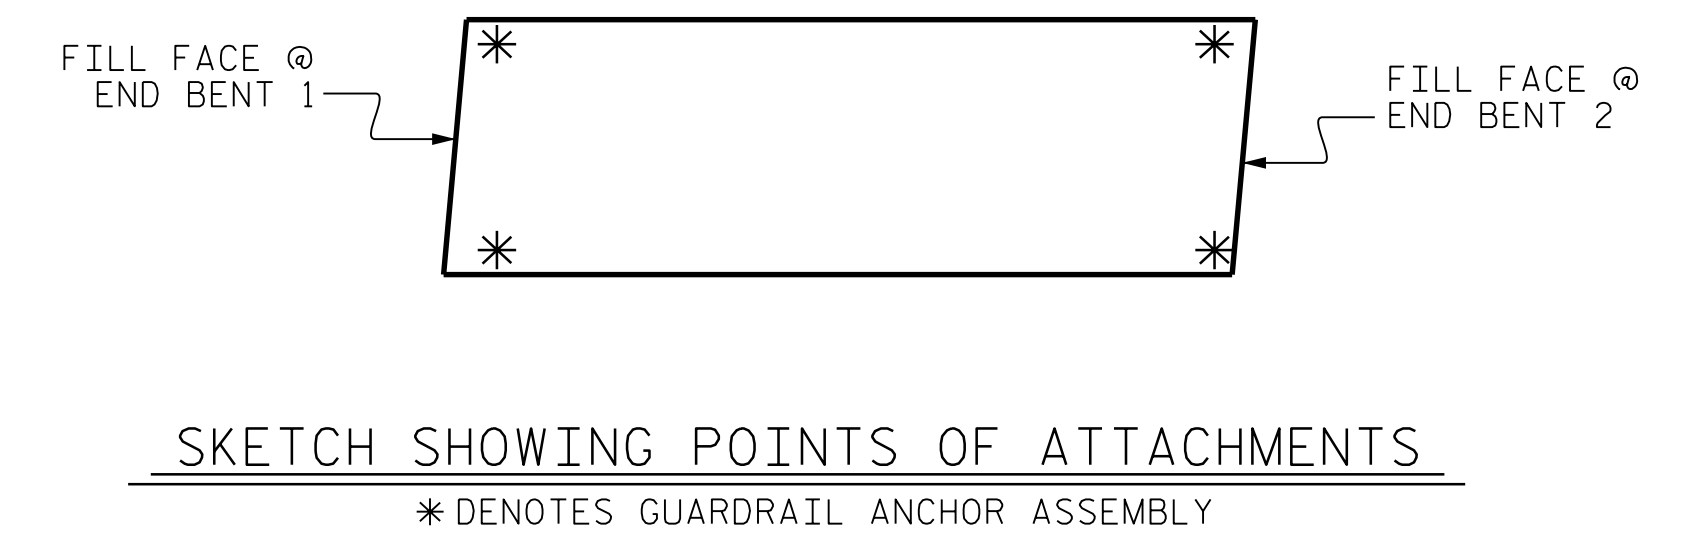 FILL FACE @
END BENT 1
FILL FACE @
END BENT 2
SKETCH SHOWING POINTS OF ATTACHMENTS
* DENOTES GUARDRAIL ANCHOR ASSEMBLY